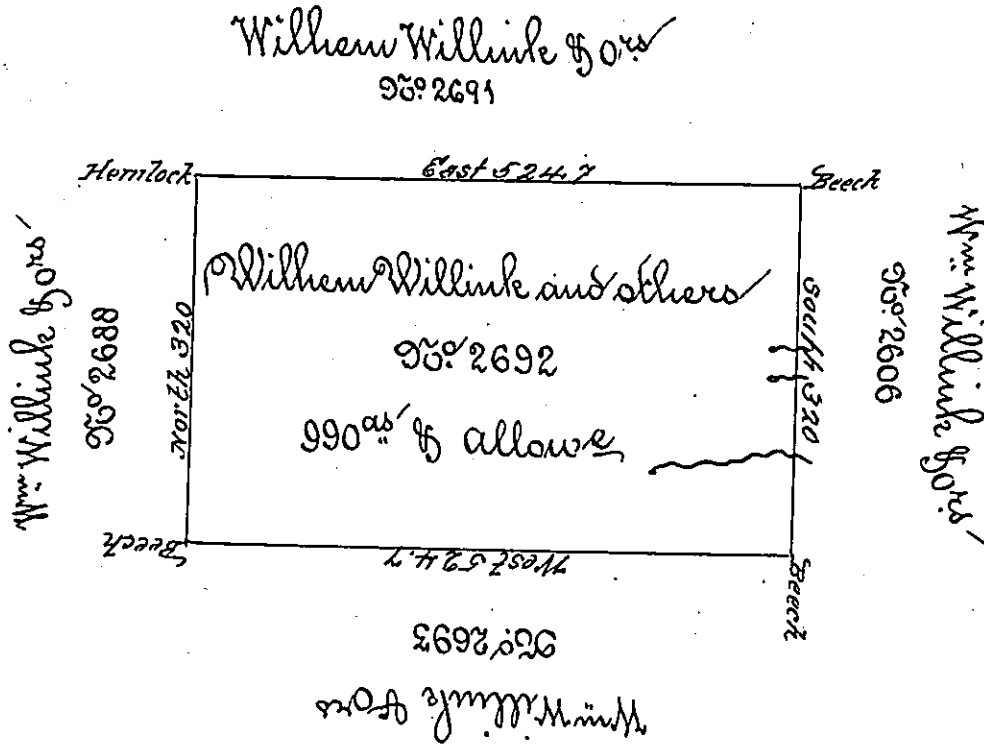 Wilhem Willink & ors
No. 2691
Hemlock East 524.7 Beech
Wm. Willink & ors
No. 2688
North 320
Wilhem Willink and others
No. 2692
990 as & allowe
South 320
No. 2606
Wm. Willink & ors
Beech West 524.7 Beech
No. 2693
Wm. Willink & ors